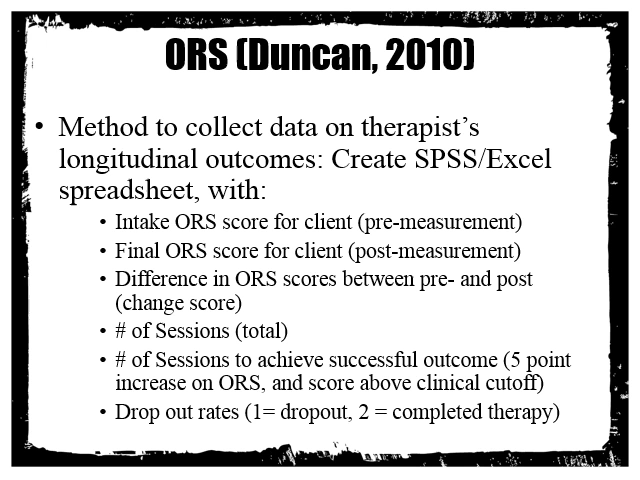 ORS (Duncan, 2010)
• Method to collect data on therapist’s
longitudinal outcomes: Create SPSS/Excel
spreadsheet, with:
• Intake ORS score for client (pre-measurement)
• Final ORS score for client (post-measurement)
• Difference in ORS scores between pre- and post
(change score)
• # of Sessions (total)
• # of Sessions to achieve successful outcome (5 point
increase on ORS, and score above clinical cutoff)
• Drop out rates (1= dropout, 2 = completed therapy)